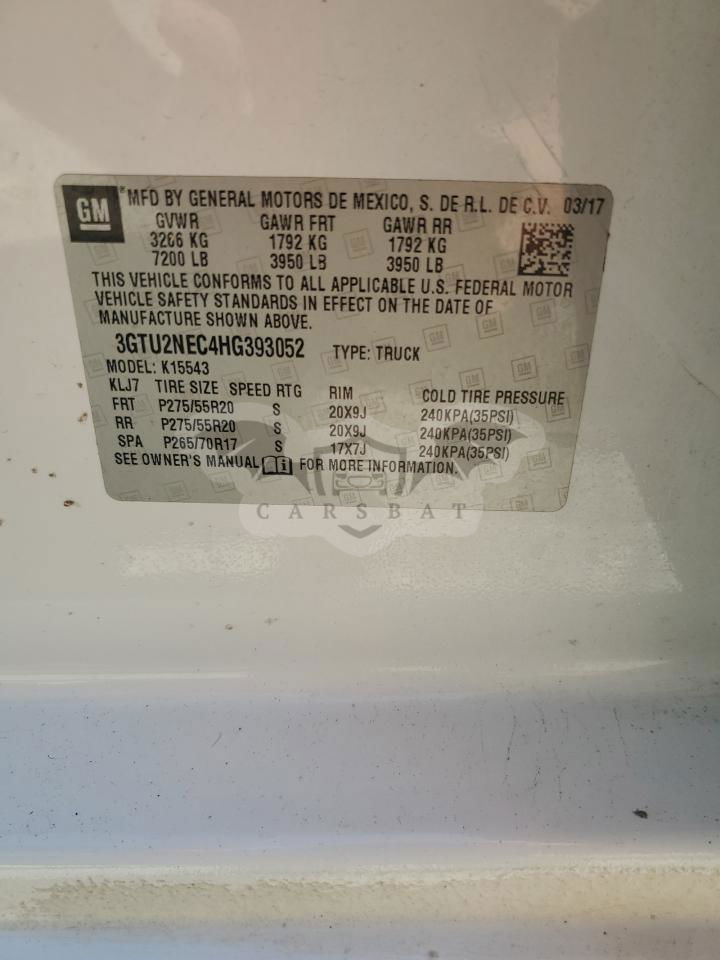 GM
MFD BY GENERAL MOTORS DE MEXICO, S. DE R.L. DE C.V. 03/17
GVWR GAWR FRT GAWR RR
3266 KG 1792 KG 1792 KG
7200 LB 3950 LB 3950 LB
THIS VEHICLE CONFORMS TO ALL APPLICABLE U.S. FEDERAL MOTOR
VEHICLE SAFETY STANDARDS IN EFFECT ON THE DATE OF
MANUFACTURE SHOWN ABOVE.
3GTU2NEC4HG393052 TYPE: TRUCK
MODEL: K15543
KLJ7 TIRE SIZE SPEED RTG RIM COLD TIRE PRESSURE
FRT P275/55R20 S 20X9J 240KPA(35PSI)
RR P275/55R20 S 20X9J 240KPA(35PSI)
SPA P265/70R17 S 17X7J 240KPA(35PSI)
SEE OWNER'S MANUAL FOR MORE INFORMATION.
CARSBAT